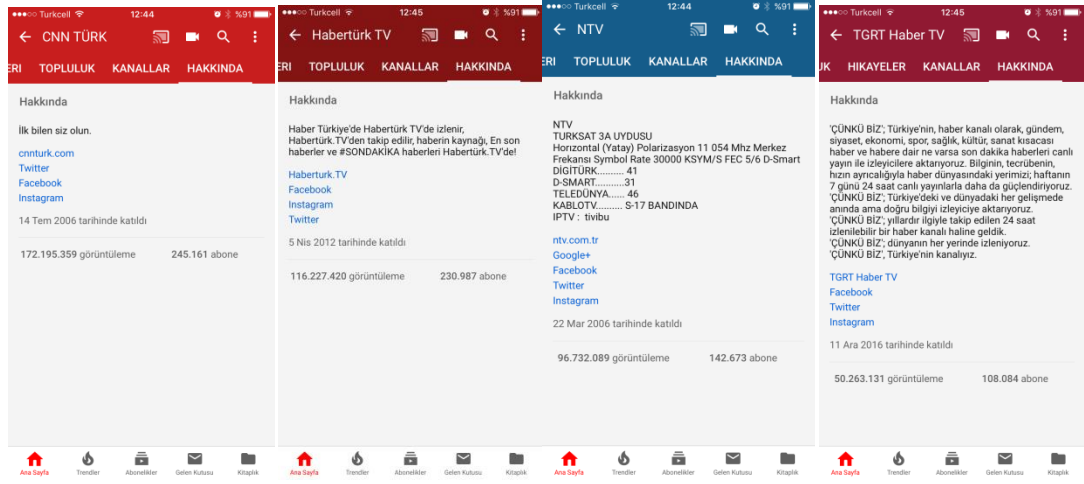 Turkcell 12:44 %91
CNN TÜRK
ERI TOPLULUK KANALLAR HAKKINDA
Hakkında
İlk bilen siz olun.
cnnturk.com
Twitter
Facebook
Instagram
14 Tem 2006 tarihinde katıldı
172.195.359 görüntüleme 245.161 abone
Ana Sayfa Trendler Abonelikler Gelen Kutusu Kitaplık
Turkcell 12:45 %91
Habertürk TV
ERI TOPLULUK KANALLAR HAKKINDA
Hakkında
Haber Türkiye'de Habertürk TV'de izlenir,
Habertürk.TV'den takip edilir, haberin kaynağı, En son
haberler ve #SONDAKİKA haberleri Habertürk.TV'de!
Haberturk.TV
Facebook
Instagram
Twitter
5 Nis 2012 tarihinde katıldı
116.227.420 görüntüleme 230.987 abone
Ana Sayfa Trendler Abonelikler Gelen Kutusu Kitaplık
Turkcell 12:44 %91
NTV
ERI TOPLULUK KANALLAR HAKKINDA
Hakkında
NTV
TURKSAT 3A UYDUSU
Horızontal (Yatay) Polarizasyon 11 054 Mhz Merkez
Frekansı Symbol Rate 30000 KSYM/S FEC 5/6 D-Smart
DİGİTÜRK.......... 41
D-SMART...........31
TELEDÜNYA...... 46
KABLOTV.......... S-17 BANDINDA
IPTV : tivibu
ntv.com.tr
Google+
Facebook
Twitter
Instagram
22 Mar 2006 tarihinde katıldı
96.732.089 görüntüleme 142.673 abone
Ana Sayfa Trendler Abonelikler Gelen Kutusu Kitaplık
Turkcell 12:45 %91
TGRT Haber TV
UK HIKAYELER KANALLAR HAKKINDA
Hakkında
'ÇÜNKÜ BİZ'; Türkiye'nin, haber kanalı olarak, gündem,
siyaset, ekonomi, spor, sağlık, kültür, sanat kısacası
haber ve habere dair ne varsa son dakika haberleri canlı
yayın ile izleyicilere aktarıyoruz. Bilginin, tecrübenin,
hızın ayrıcalığıyla haber dünyasındaki yerimizi; haftanın
7 günü 24 saat canlı yayınlarla daha da güçlendiriyoruz.
'ÇÜNKÜ BİZ'; Türkiye'deki ve dünyadaki her gelişmede
anında ama doğru bilgiyi izleyiciye aktarıyoruz.
'ÇÜNKÜ BİZ'; yıllardır ilgiyle takip edilen 24 saat
izlenilebilir bir haber kanalı haline geldik.
'ÇÜNKÜ BİZ'; dünyanın her yerinde izleniyoruz.
'ÇÜNKÜ BİZ', Türkiye'nin kanalıyız.
TGRT Haber TV
Facebook
Twitter
Instagram
11 Ara 2016 tarihinde katıldı
50.263.131 görüntüleme 108.084 abone
Ana Sayfa Trendler Abonelikler Gelen Kutusu Kitaplık